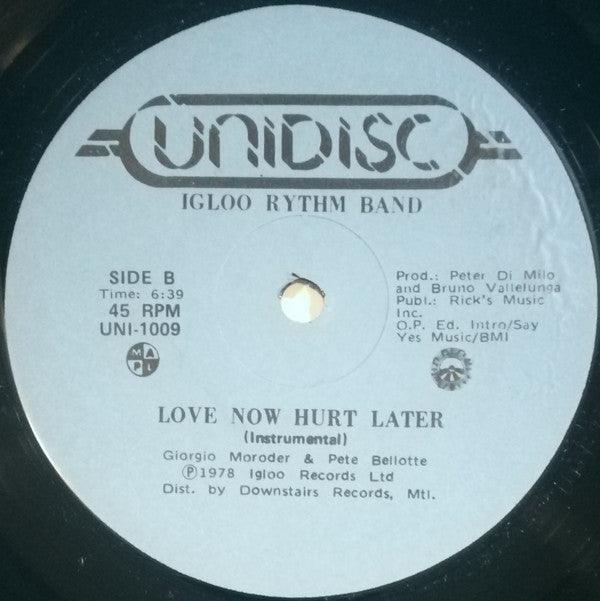 UNIDISC
IGLOO RYTHM BAND
SIDE B
Time: 6:39
45 RPM
UNI-1009
MAPL
Prod.: Peter Di Milo
and Bruno Vallelunga
Publ.: Rick's Music
Inc.
O.P. Ed. Intro/Say
Yes Music/BMI
LOVE NOW HURT LATER
(Instrumental)
Giorgio Moroder & Pete Bellotte
Ⓟ1978 Igloo Records Ltd
Dist. by Downstairs Records, Mtl.